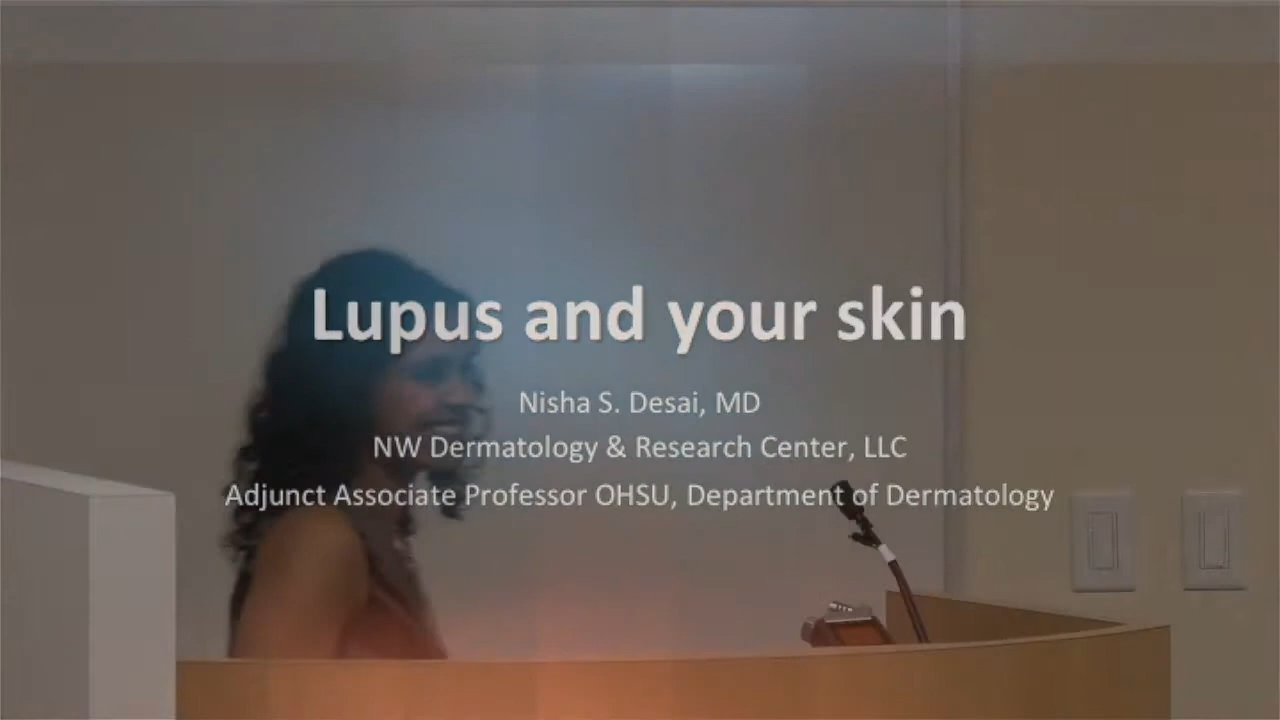 Lupus and your skin
Nisha S. Desai, MD
NW Dermatology & Research Center, LLC
Adjunct Associate Professor OHSU, Department of Dermatology